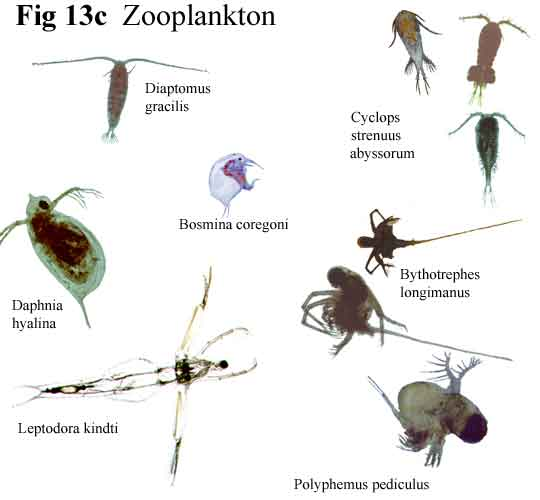 Fig 13c Zooplankton
Diaptomus
gracilis
Cyclops
strenuus
abyssorum
Bosmina coregoni
Bythotrephes
longimanus
Daphnia
hyalina
Leptodora kindti
Polyphemus pediculus